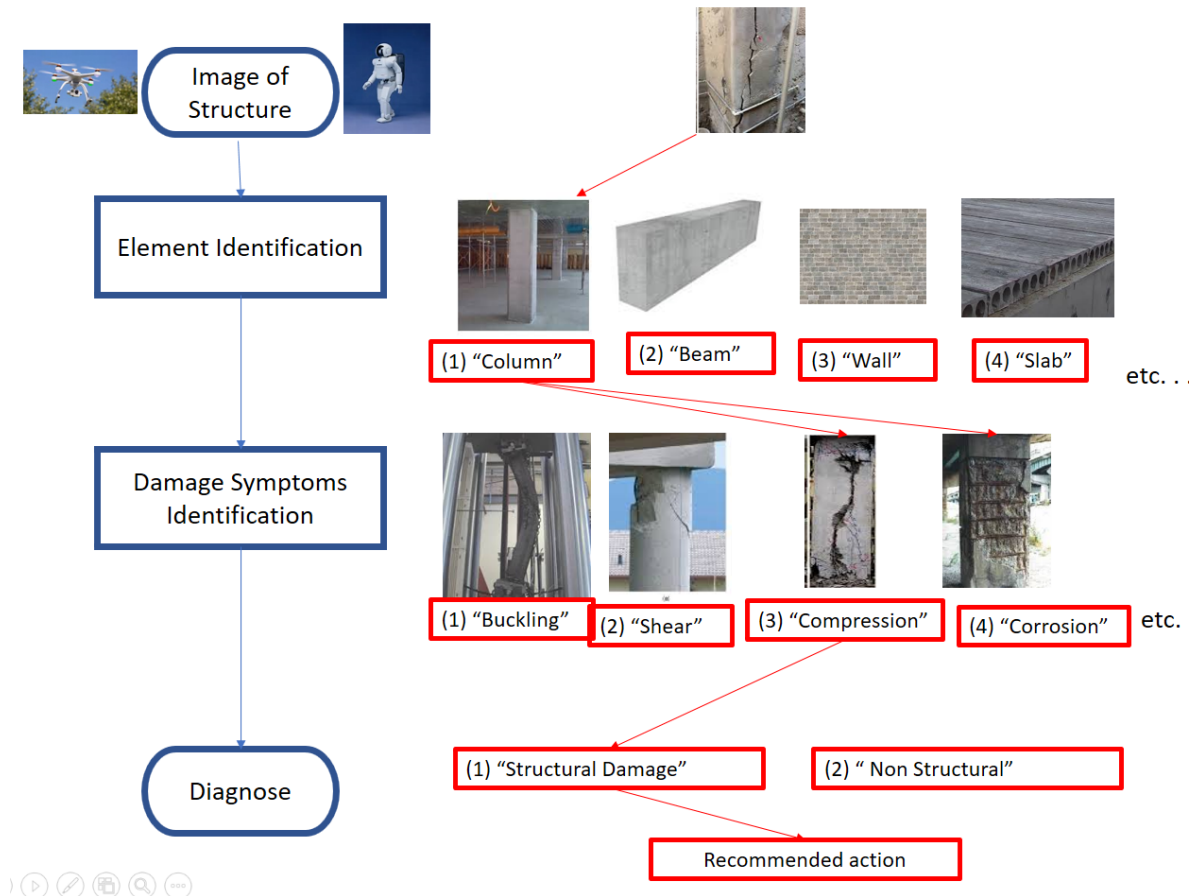 Image of
Structure
Element Identification
(1) “Column”
(2) “Beam”
(3) “Wall”
(4) “Slab”
etc. . .
Damage Symptoms
Identification
(1) “Buckling”
(2) “Shear”
(3) “Compression”
(4) “Corrosion”
etc.
Diagnose
(1) “Structural Damage”
(2) “ Non Structural”
Recommended action